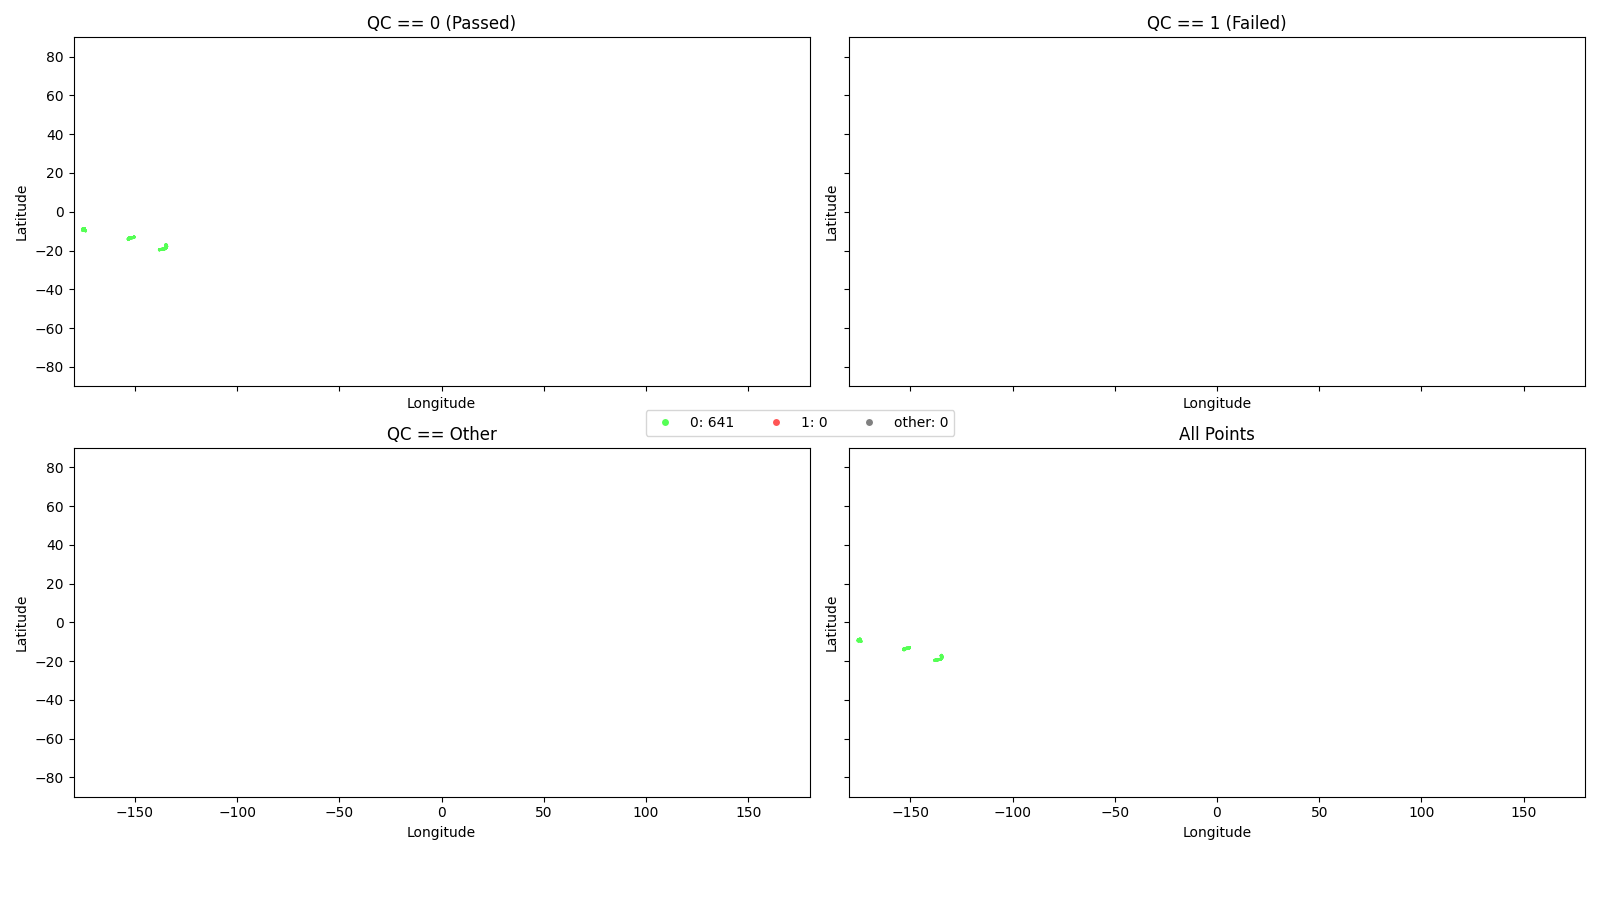 QC == 0 (Passed)
QC == 1 (Failed)
80
60
40
20
0
−20
−40
−60
−80
Latitude
Latitude
Longitude
Longitude
0: 641 1: 0 other: 0
QC == Other
All Points
80
60
40
20
0
−20
−40
−60
−80
Latitude
Latitude
−150 −100 −50 0 50 100 150
−150 −100 −50 0 50 100 150
Longitude
Longitude